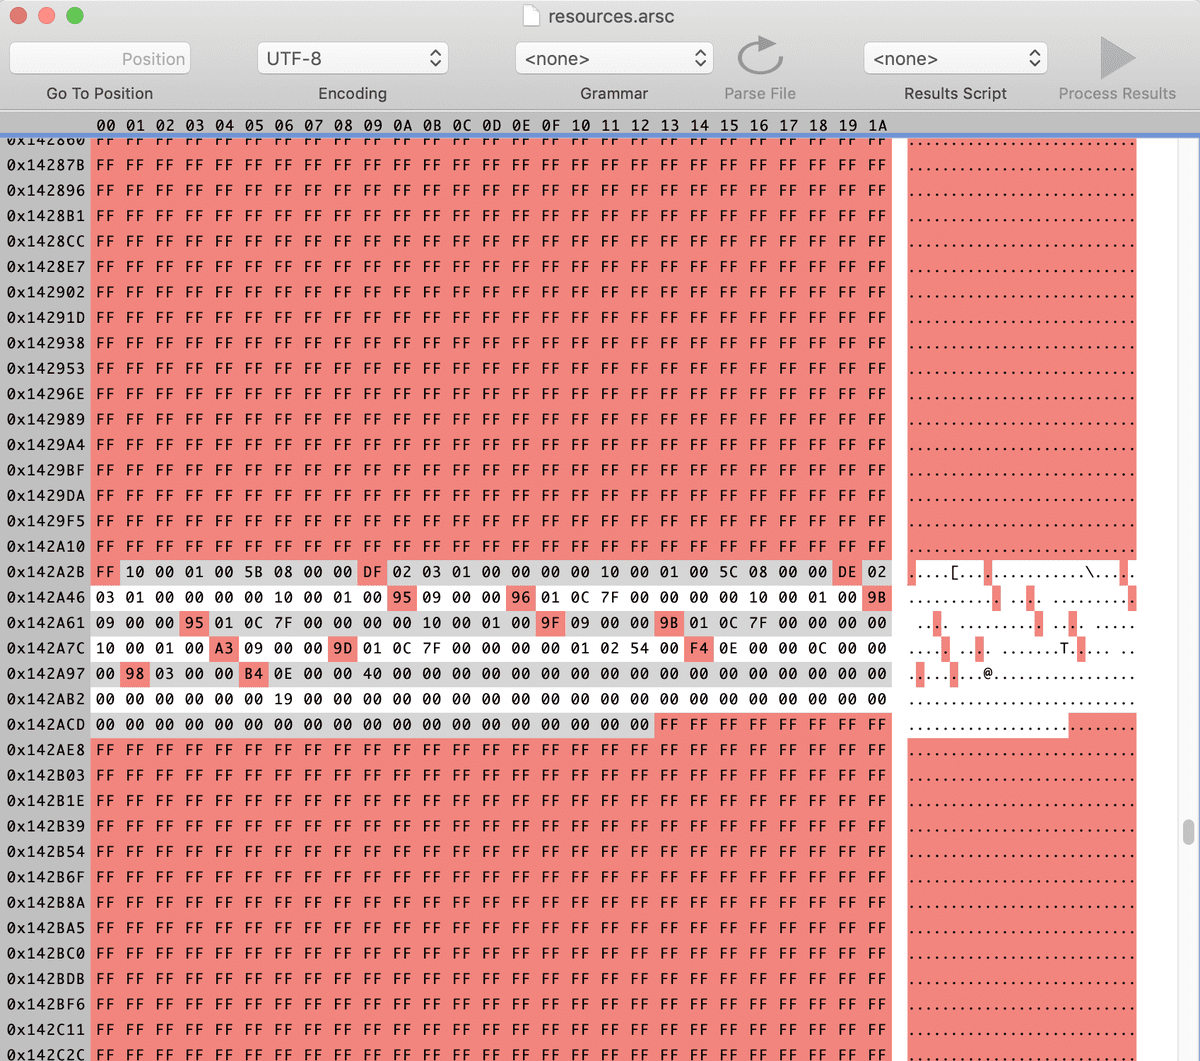 resources.arsc
Position UTF-8 <none> <none>
Go To Position Encoding Grammar Parse File Results Script Process Results
00 01 02 03 04 05 06 07 08 09 0A 0B 0C 0D 0E 0F 10 11 12 13 14 15 16 17 18 19 1A
0x142860 FF FF FF FF FF FF FF FF FF FF FF FF FF FF FF FF FF FF FF FF FF FF FF FF FF FF FF
0x14287B FF FF FF FF FF FF FF FF FF FF FF FF FF FF FF FF FF FF FF FF FF FF FF FF FF FF FF
0x142896 FF FF FF FF FF FF FF FF FF FF FF FF FF FF FF FF FF FF FF FF FF FF FF FF FF FF FF
0x1428B1 FF FF FF FF FF FF FF FF FF FF FF FF FF FF FF FF FF FF FF FF FF FF FF FF FF FF FF
0x1428CC FF FF FF FF FF FF FF FF FF FF FF FF FF FF FF FF FF FF FF FF FF FF FF FF FF FF FF
0x1428E7 FF FF FF FF FF FF FF FF FF FF FF FF FF FF FF FF FF FF FF FF FF FF FF FF FF FF FF
0x142902 FF FF FF FF FF FF FF FF FF FF FF FF FF FF FF FF FF FF FF FF FF FF FF FF FF FF FF
0x14291D FF FF FF FF FF FF FF FF FF FF FF FF FF FF FF FF FF FF FF FF FF FF FF FF FF FF FF
0x142938 FF FF FF FF FF FF FF FF FF FF FF FF FF FF FF FF FF FF FF FF FF FF FF FF FF FF FF
0x142953 FF FF FF FF FF FF FF FF FF FF FF FF FF FF FF FF FF FF FF FF FF FF FF FF FF FF FF
0x14296E FF FF FF FF FF FF FF FF FF FF FF FF FF FF FF FF FF FF FF FF FF FF FF FF FF FF FF
0x142989 FF FF FF FF FF FF FF FF FF FF FF FF FF FF FF FF FF FF FF FF FF FF FF FF FF FF FF
0x1429A4 FF FF FF FF FF FF FF FF FF FF FF FF FF FF FF FF FF FF FF FF FF FF FF FF FF FF FF
0x1429BF FF FF FF FF FF FF FF FF FF FF FF FF FF FF FF FF FF FF FF FF FF FF FF FF FF FF FF
0x1429DA FF FF FF FF FF FF FF FF FF FF FF FF FF FF FF FF FF FF FF FF FF FF FF FF FF FF FF
0x1429F5 FF FF FF FF FF FF FF FF FF FF FF FF FF FF FF FF FF FF FF FF FF FF FF FF FF FF FF
0x142A10 FF FF FF FF FF FF FF FF FF FF FF FF FF FF FF FF FF FF FF FF FF FF FF FF FF FF FF
0x142A2B FF 10 00 01 00 5B 08 00 00 DF 02 03 01 00 00 00 00 10 00 01 00 5C 08 00 00 DE 02
0x142A46 03 01 00 00 00 00 10 00 01 00 95 09 00 00 96 01 0C 7F 00 00 00 00 10 00 01 00 9B
0x142A61 09 00 00 95 01 0C 7F 00 00 00 00 10 00 01 00 9F 09 00 00 9B 01 0C 7F 00 00 00 00
0x142A7C 10 00 01 00 A3 09 00 00 9D 01 0C 7F 00 00 00 00 01 02 54 00 F4 0E 00 00 0C 00 00
0x142A97 00 98 03 00 00 B4 0E 00 00 40 00 00 00 00 00 00 00 00 00 00 00 00 00 00 00 00 00
0x142AB2 00 00 00 00 00 00 19 00 00 00 00 00 00 00 00 00 00 00 00 00 00 00 00 00 00 00 00
0x142ACD 00 00 00 00 00 00 00 00 00 00 00 00 00 00 00 00 00 00 00 FF FF FF FF FF FF FF FF
0x142AE8 FF FF FF FF FF FF FF FF FF FF FF FF FF FF FF FF FF FF FF FF FF FF FF FF FF FF FF
0x142B03 FF FF FF FF FF FF FF FF FF FF FF FF FF FF FF FF FF FF FF FF FF FF FF FF FF FF FF
0x142B1E FF FF FF FF FF FF FF FF FF FF FF FF FF FF FF FF FF FF FF FF FF FF FF FF FF FF FF
0x142B39 FF FF FF FF FF FF FF FF FF FF FF FF FF FF FF FF FF FF FF FF FF FF FF FF FF FF FF
0x142B54 FF FF FF FF FF FF FF FF FF FF FF FF FF FF FF FF FF FF FF FF FF FF FF FF FF FF FF
0x142B6F FF FF FF FF FF FF FF FF FF FF FF FF FF FF FF FF FF FF FF FF FF FF FF FF FF FF FF
0x142B8A FF FF FF FF FF FF FF FF FF FF FF FF FF FF FF FF FF FF FF FF FF FF FF FF FF FF FF
0x142BA5 FF FF FF FF FF FF FF FF FF FF FF FF FF FF FF FF FF FF FF FF FF FF FF FF FF FF FF
0x142BC0 FF FF FF FF FF FF FF FF FF FF FF FF FF FF FF FF FF FF FF FF FF FF FF FF FF FF FF
0x142BDB FF FF FF FF FF FF FF FF FF FF FF FF FF FF FF FF FF FF FF FF FF FF FF FF FF FF FF
0x142BF6 FF FF FF FF FF FF FF FF FF FF FF FF FF FF FF FF FF FF FF FF FF FF FF FF FF FF FF
0x142C11 FF FF FF FF FF FF FF FF FF FF FF FF FF FF FF FF FF FF FF FF FF FF FF FF FF FF FF
0x142C2C FF FF FF FF FF FF FF FF FF FF FF FF FF FF FF FF FF FF FF FF FF FF FF FF FF FF FF